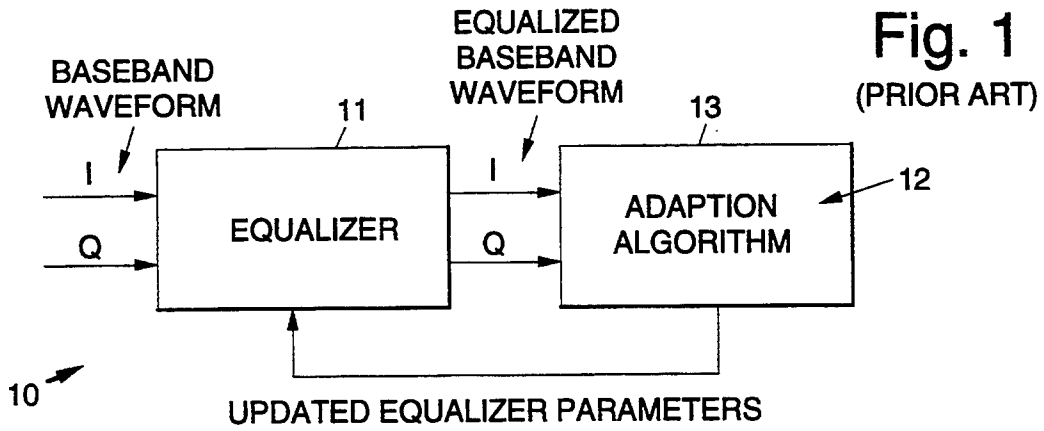 Fig. 1
(PRIOR ART)
BASEBAND
WAVEFORM
EQUALIZED
BASEBAND
WAVEFORM
11
13
I
I
12
EQUALIZER
ADAPTION
ALGORITHM
Q
Q
10
UPDATED EQUALIZER PARAMETERS